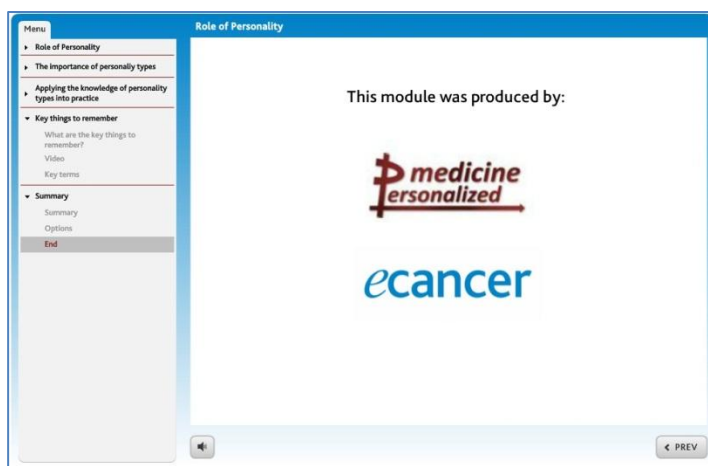 Menu
Role of Personality
Role of Personality
The importance of personally types
Applying the knowledge of personality
types into practice
Key things to remember
What are the key things to
remember?
Video
Key terms
Summary
Summary
Options
End
This module was produced by:
medicine
Personalized
ecancer
PREV